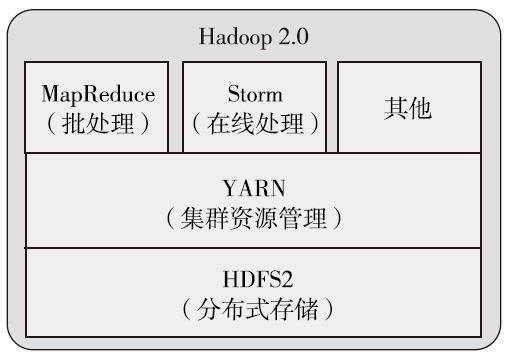 Hadoop 2.0
MapReduce
（批处理）
Storm
（在线处理）
其他
YARN
（集群资源管理）
HDFS2
（分布式存储）